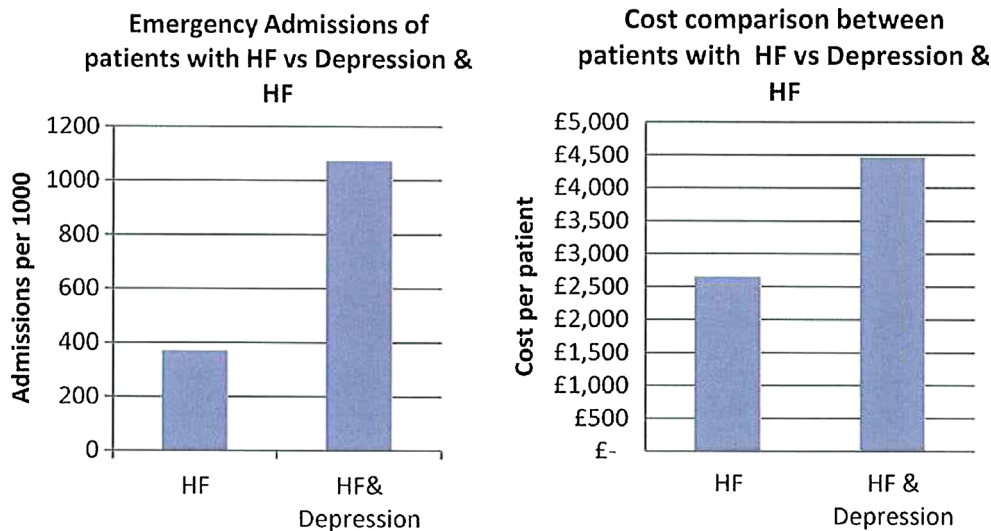 Emergency Admissions of
patients with HF vs Depression &
HF
1200
1000
800
600
400
200
0
Admissions per 1000
HF
HF&
Depression
Cost comparison between
patients with HF vs Depression &
HF
£5,000
£4,500
£4,000
£3,500
£3,000
£2,500
£2,000
£1,500
£1,000
£500
£-
Cost per patient
HF
HF &
Depression